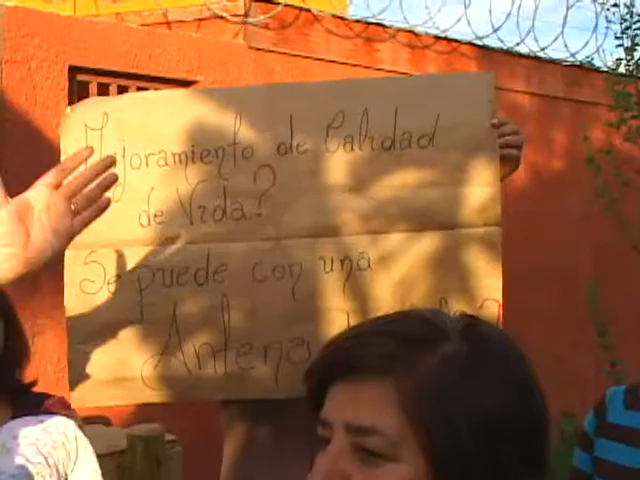 Mejoramiento de Calidad
de Vida?
Se puede con una
Antena
?